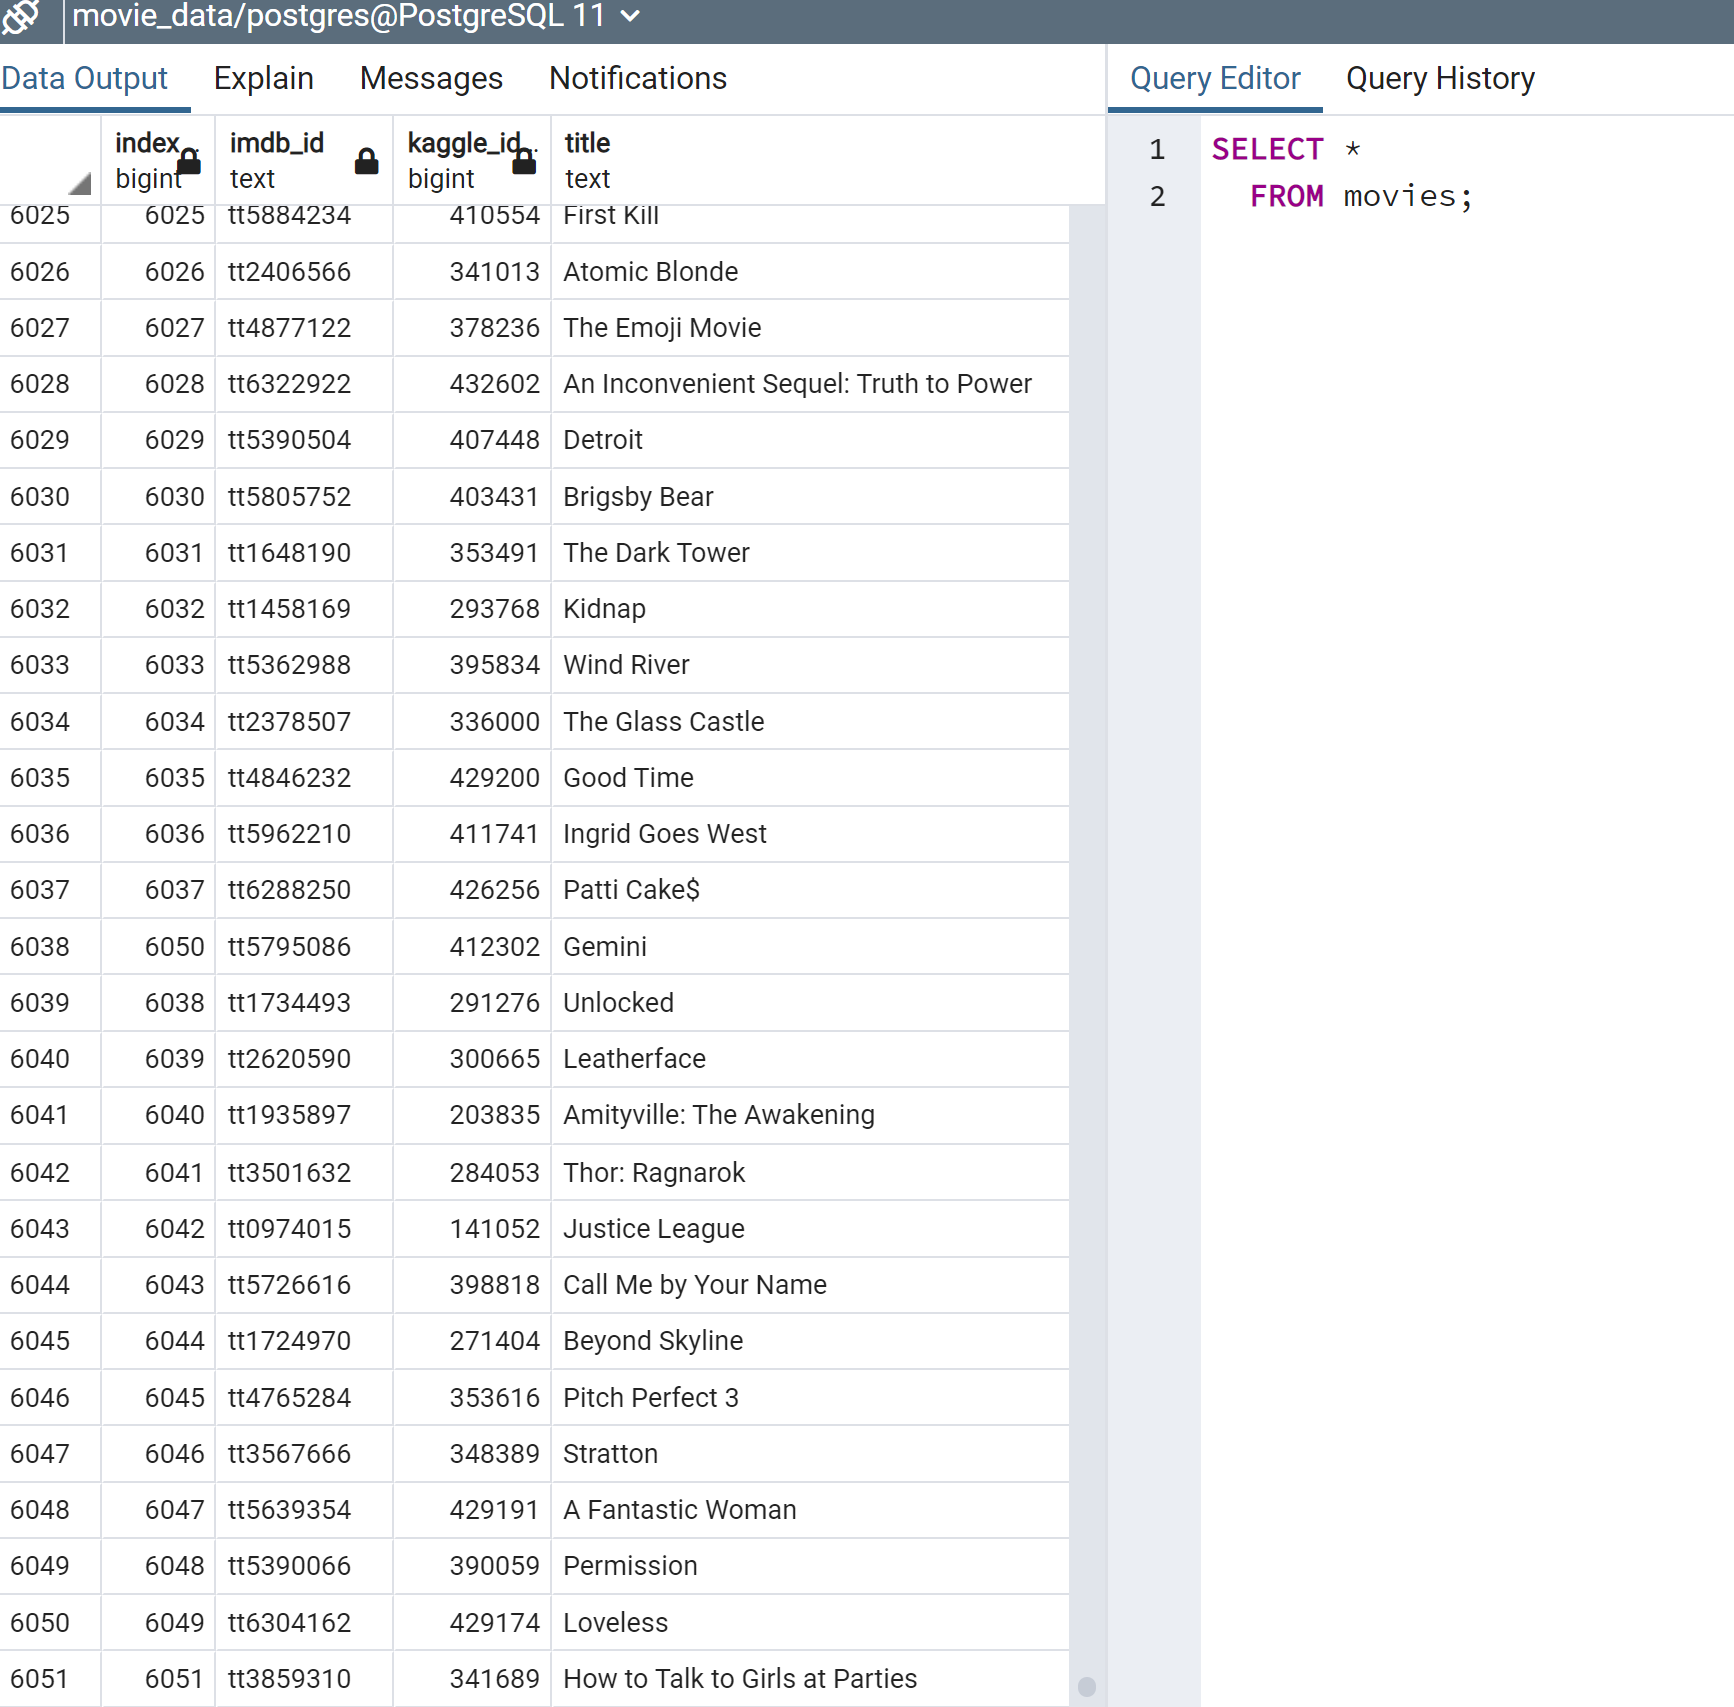 movie_data/postgres@PostgreSQL 11
Data Output Explain Messages Notifications
index.. imdb_id kaggle_id... title
bigint text bigint text
6025 6025 tt5884234 410554 First Kill
6026 6026 tt2406566 341013 Atomic Blonde
6027 6027 tt4877122 378236 The Emoji Movie
6028 6028 tt6322922 432602 An Inconvenient Sequel: Truth to Power
6029 6029 tt5390504 407448 Detroit
6030 6030 tt5805752 403431 Brigsby Bear
6031 6031 tt1648190 353491 The Dark Tower
6032 6032 tt1458169 293768 Kidnap
6033 6033 tt5362988 395834 Wind River
6034 6034 tt2378507 336000 The Glass Castle
6035 6035 tt4846232 429200 Good Time
6036 6036 tt5962210 411741 Ingrid Goes West
6037 6037 tt6288250 426256 Patti Cake$
6038 6050 tt5795086 412302 Gemini
6039 6038 tt1734493 291276 Unlocked
6040 6039 tt2620590 300665 Leatherface
6041 6040 tt1935897 203835 Amityville: The Awakening
6042 6041 tt3501632 284053 Thor: Ragnarok
6043 6042 tt0974015 141052 Justice League
6044 6043 tt5726616 398818 Call Me by Your Name
6045 6044 tt1724970 271404 Beyond Skyline
6046 6045 tt4765284 353616 Pitch Perfect 3
6047 6046 tt3567666 348389 Stratton
6048 6047 tt5639354 429191 A Fantastic Woman
6049 6048 tt5390066 390059 Permission
6050 6049 tt6304162 429174 Loveless
6051 6051 tt3859310 341689 How to Talk to Girls at Parties
Query Editor Query History
1 SELECT *
2 FROM movies;